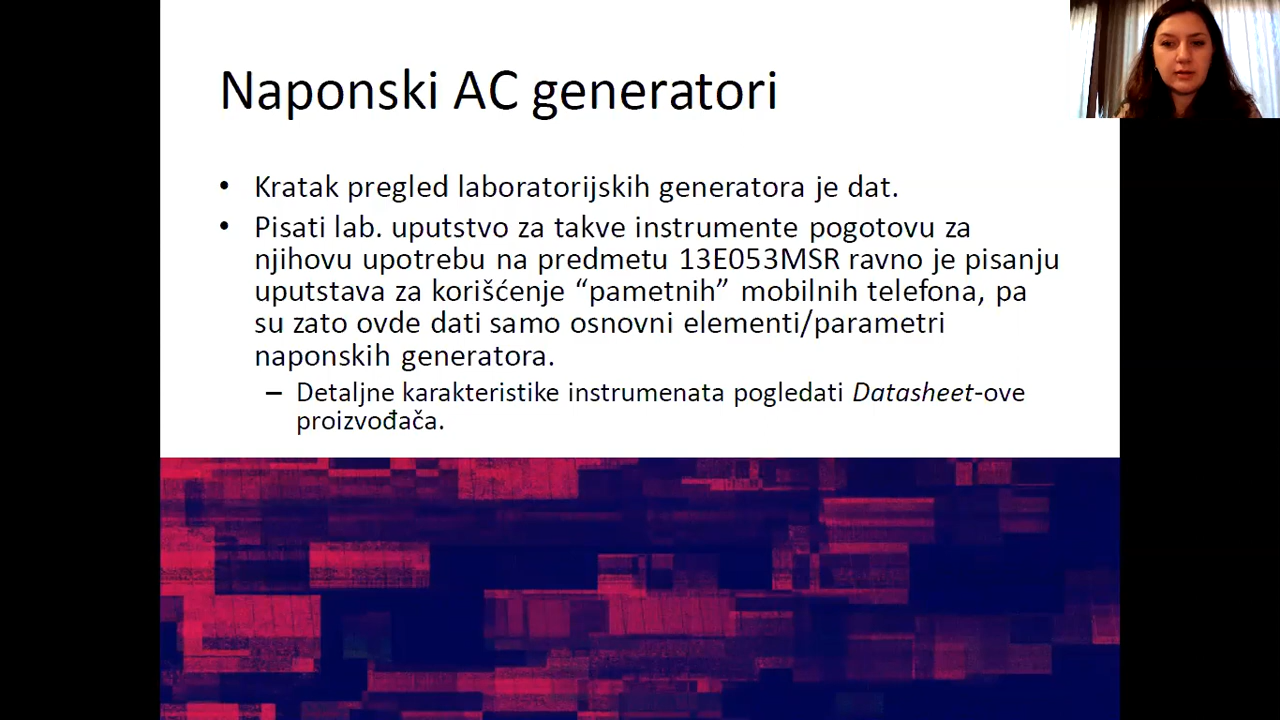 Naponski AC generatori
• Kratak pregled laboratorijskih generatora je dat.
• Pisati lab. uputstvo za takve instrumente pogotovu za
njihovu upotrebu na predmetu 13E053MSR ravno je pisanju
uputstava za korišćenje “pametnih” mobilnih telefona, pa
su zato ovde dati samo osnovni elementi/parametri
naponskih generatora.
– Detaljne karakteristike instrumenata pogledati Datasheet-ove
proizvođača.